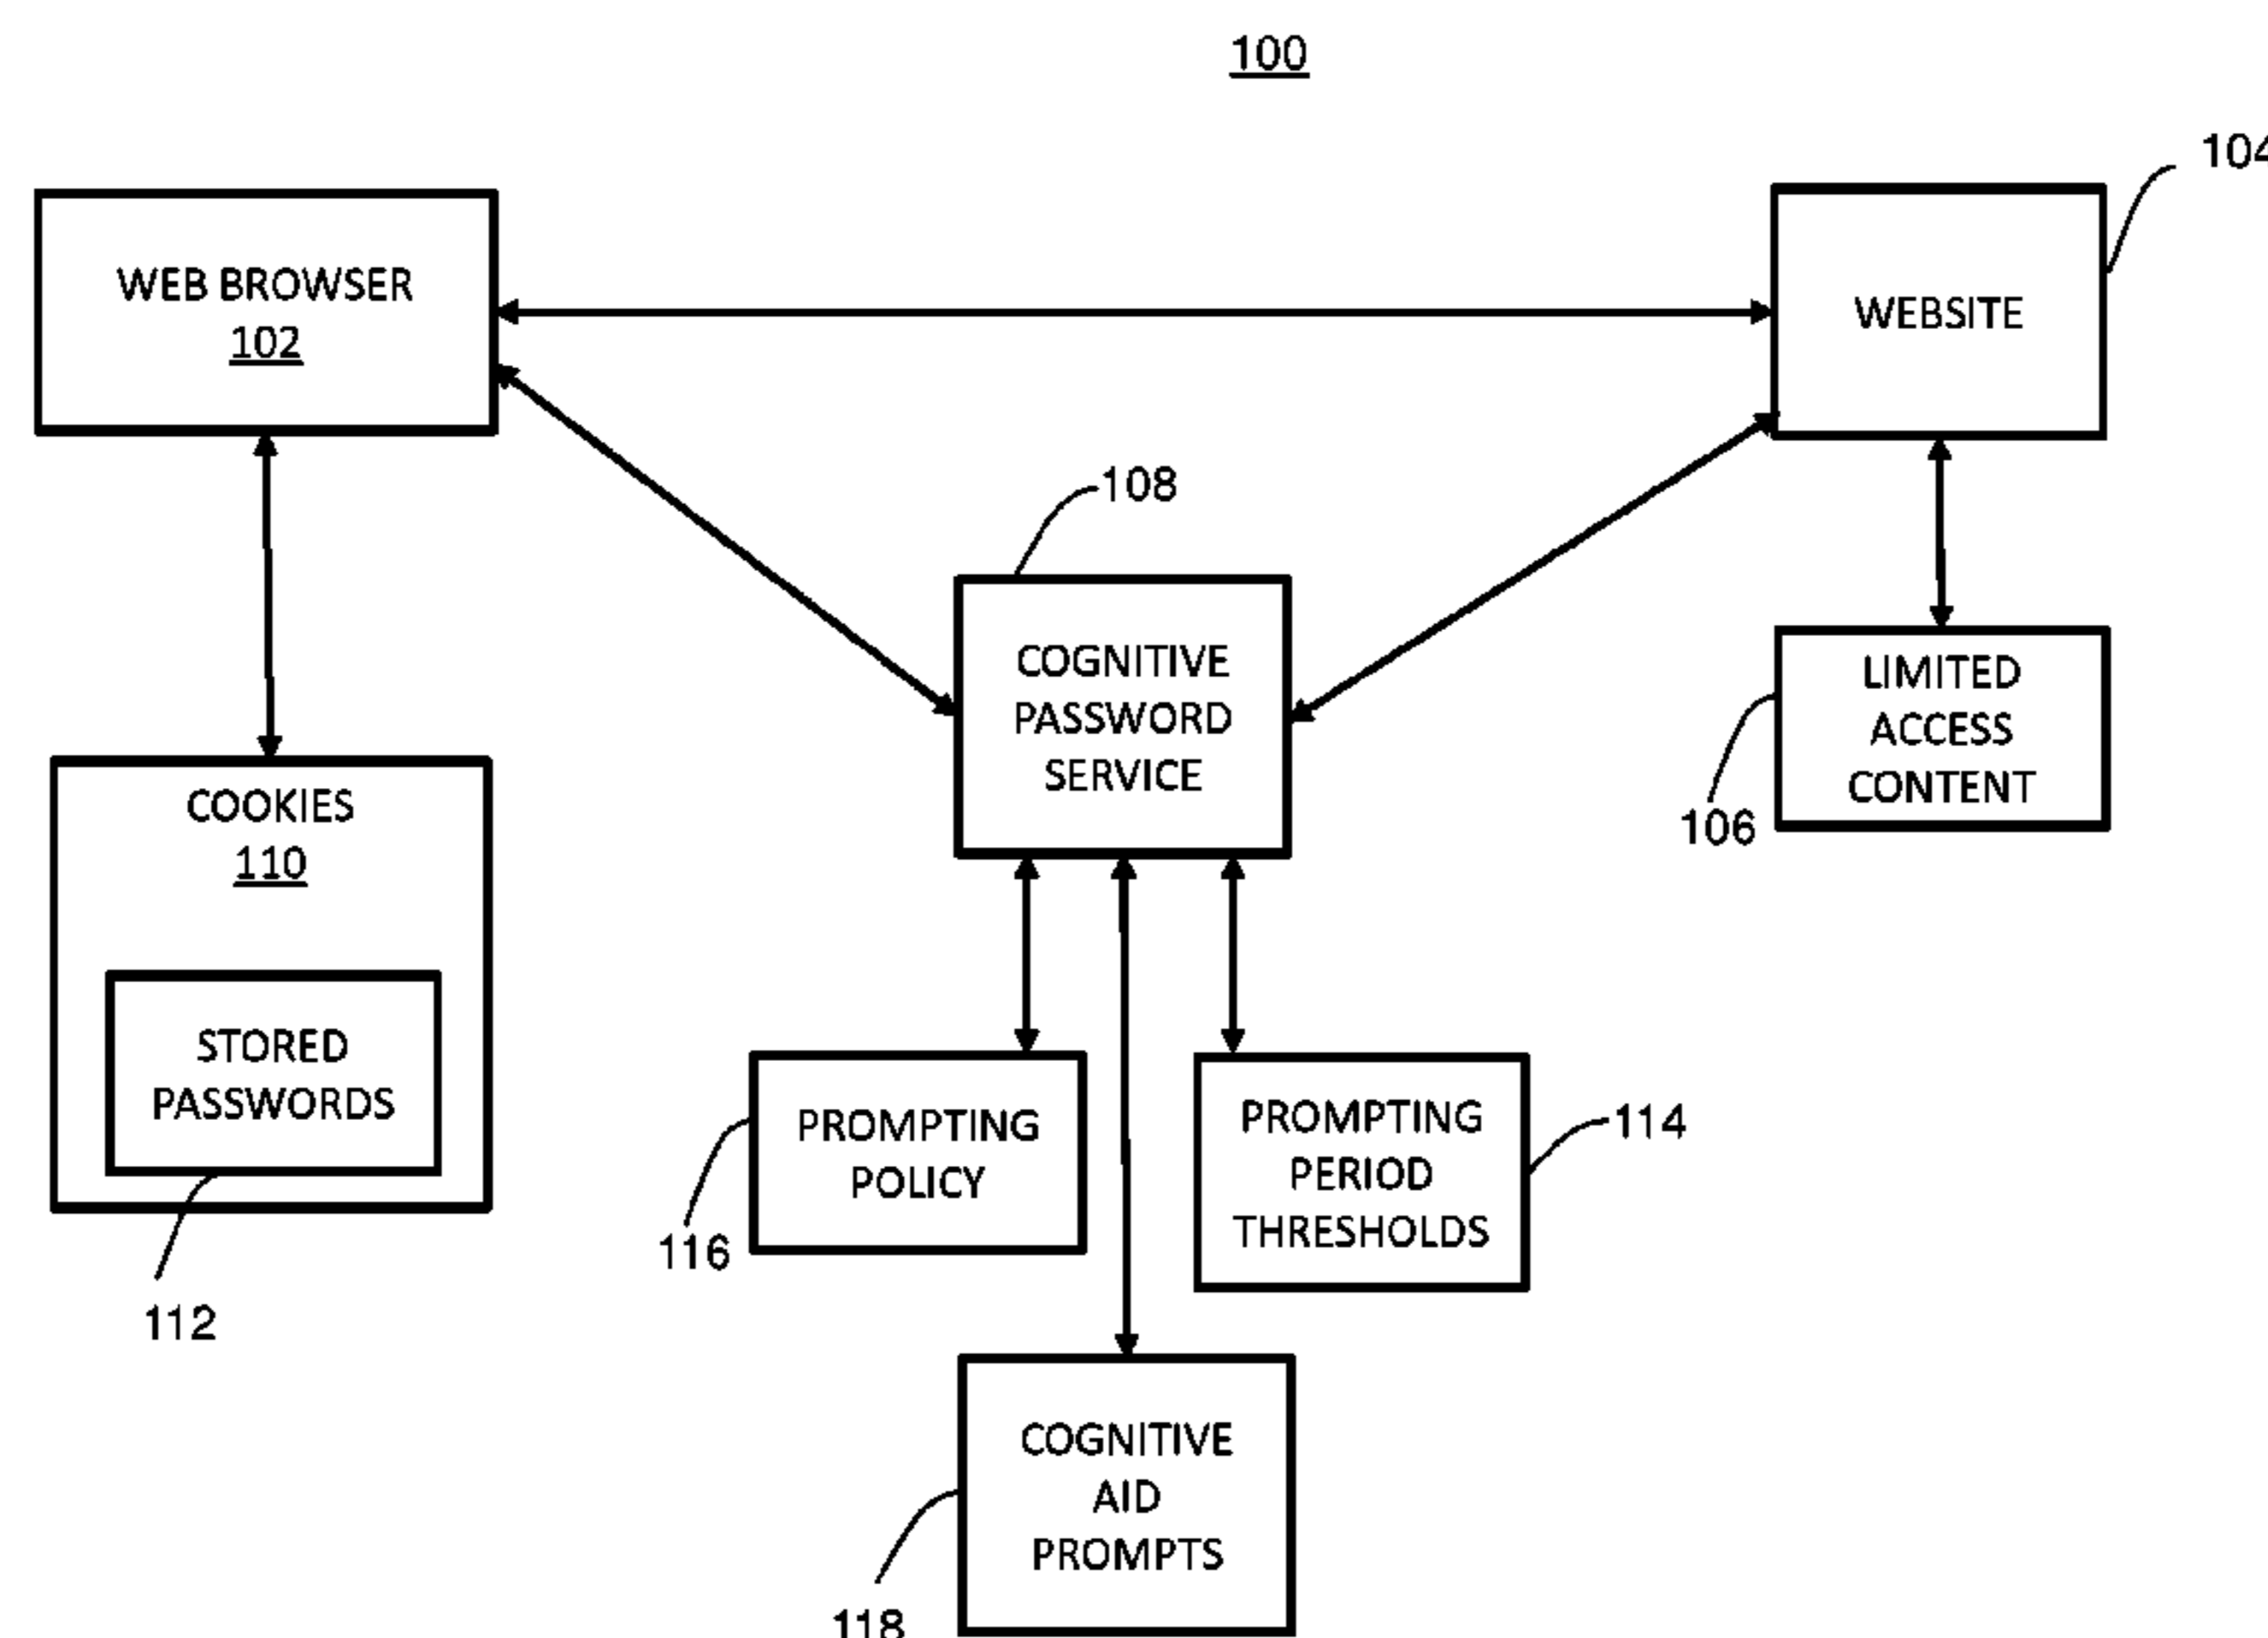 100
104
WEB BROWSER
102
WEBSITE
108
COGNITIVE
PASSWORD
SERVICE
LIMITED
ACCESS
CONTENT
106
COOKIES
110
STORED
PASSWORDS
112
PROMPTING
POLICY
116
PROMPTING
PERIOD
THRESHOLDS
114
COGNITIVE
AID
PROMPTS
118